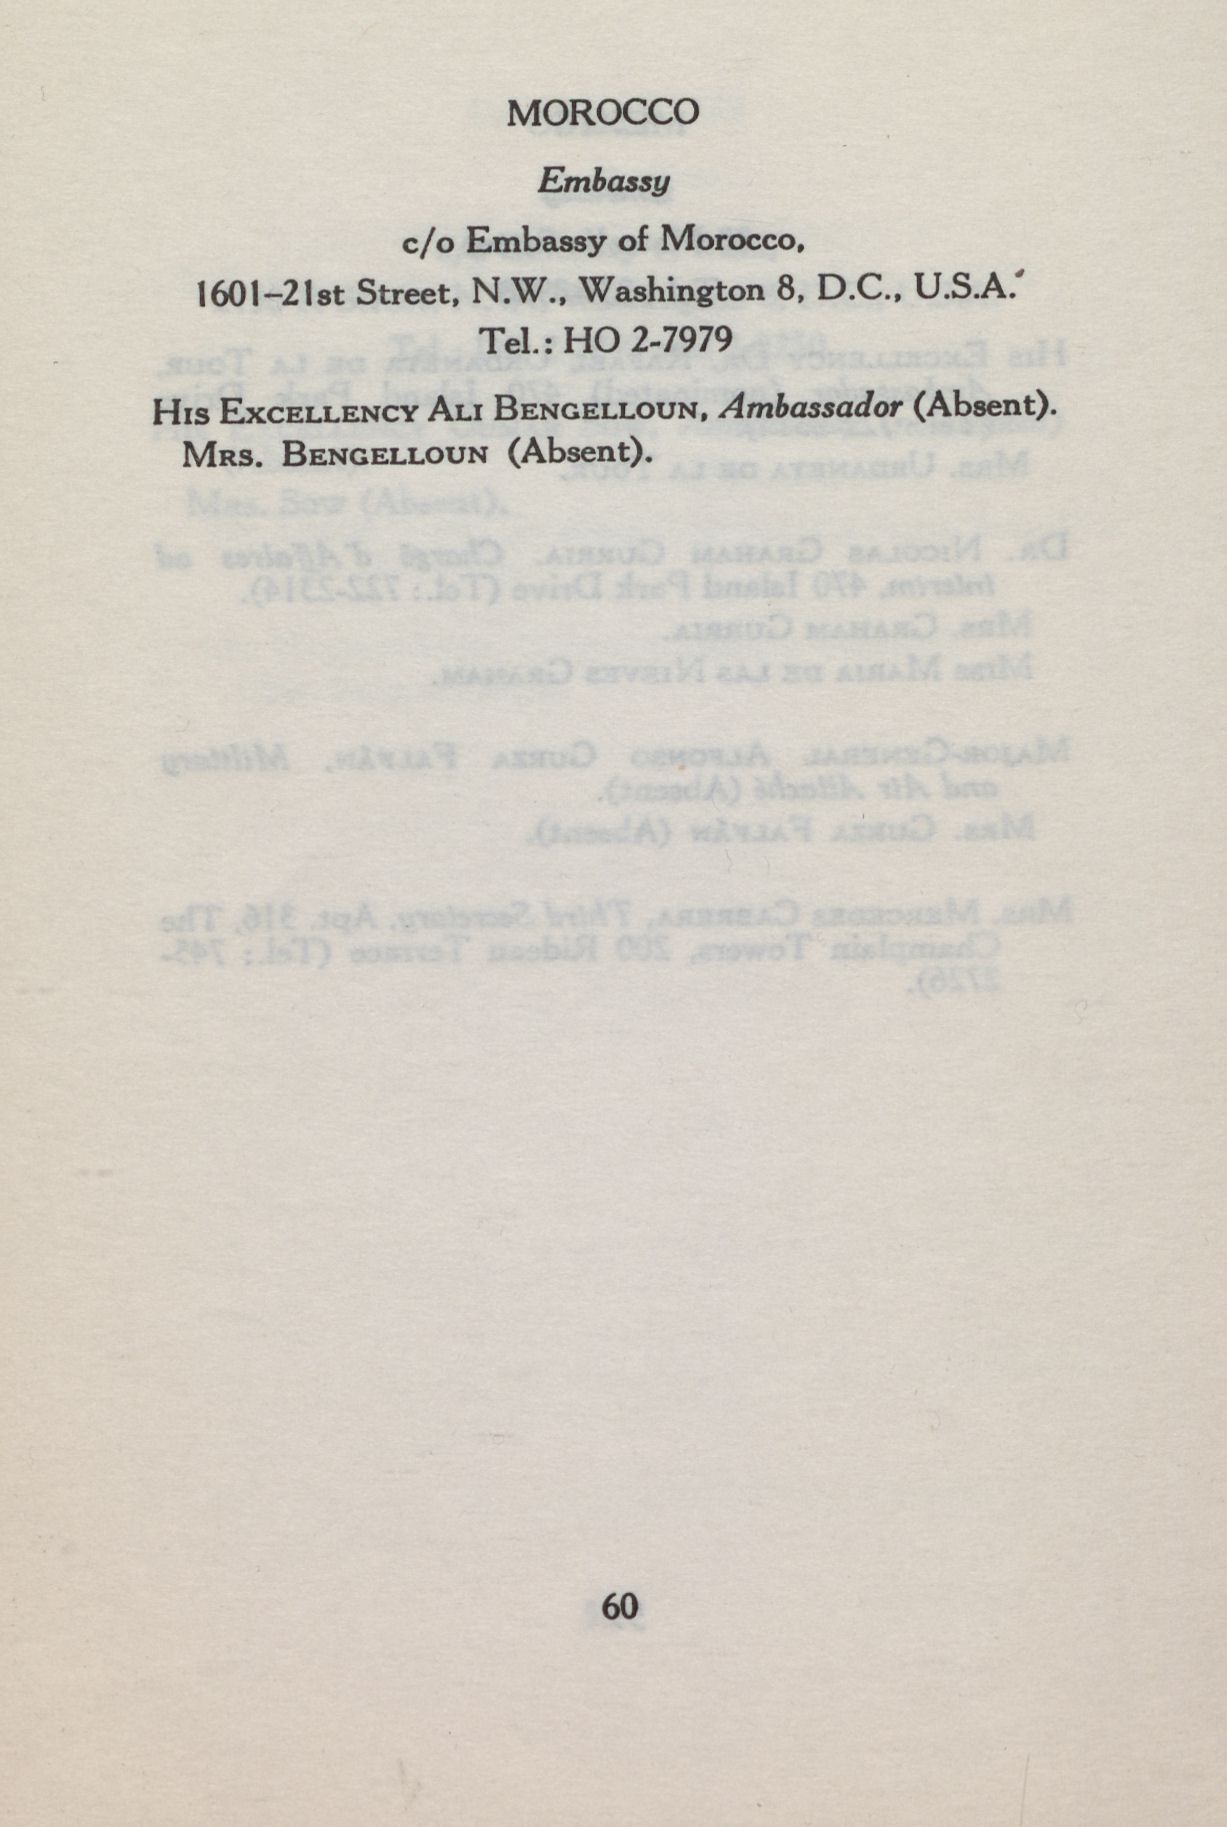 MOROCCO
Embassy
c/o Embassy of Morocco,
1601–21st Street, N.W., Washington 8, D.C., U.S.A.
Tel.: HO 2-7979
HIS EXCELLENCY ALI BENGELLOUN, Ambassador (Absent).
MRS. BENGELLOUN (Absent).
60